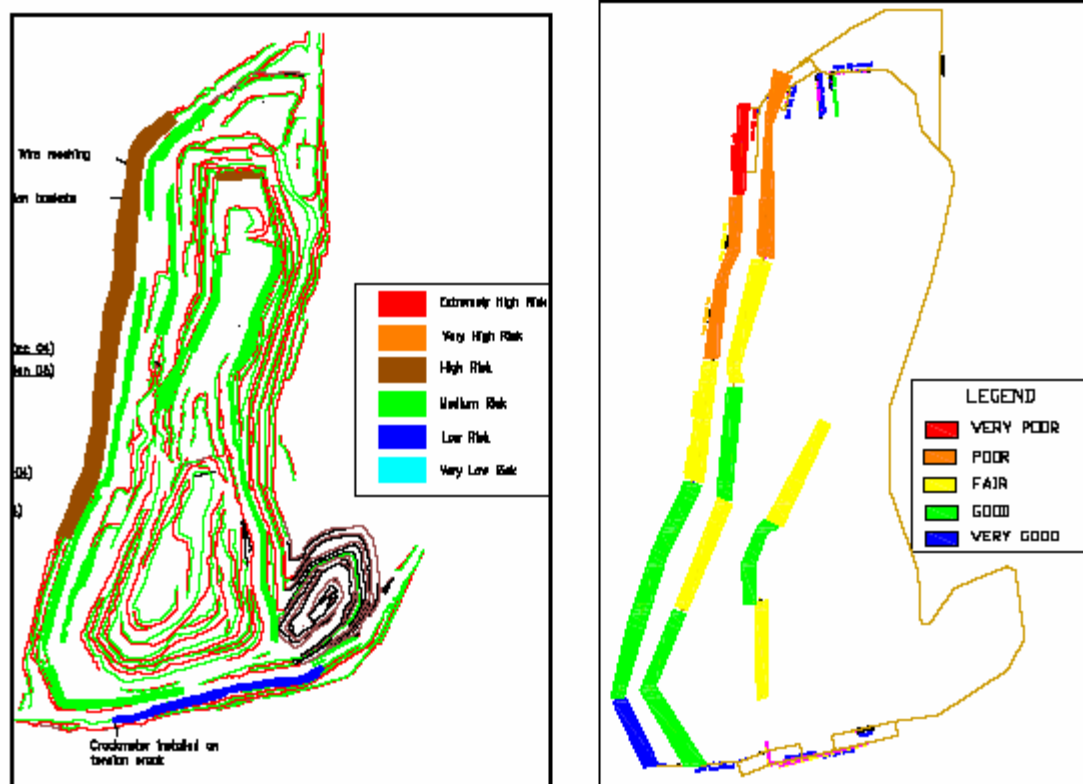 Wire meshing
baskets
Extremely High Risk
Very High Risk
High Risk
Medium Risk
Low Risk
Very Low Risk
Crackmeter installed on
tension crack
LEGEND
VERY POOR
POOR
FAIR
GOOD
VERY GOOD